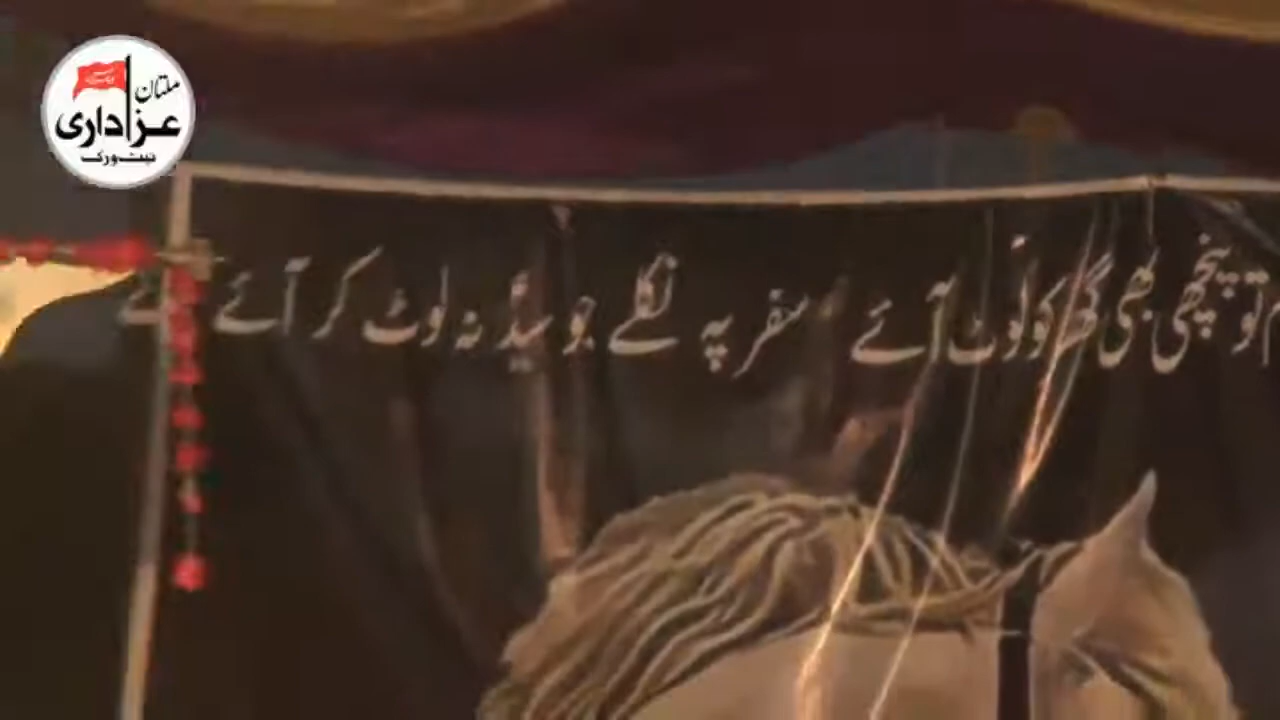 ملتان
عزاداری
نیٹ ورک
تو پنچھی بھی گھر کو لوٹ آئے سفر پہ نکلے جو سیّد نہ لوٹ کر آئے